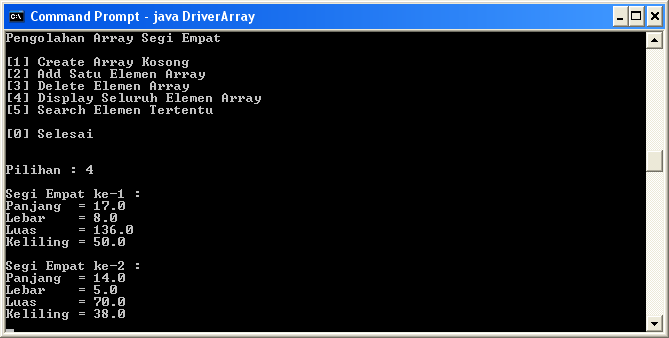 Command Prompt - java DriverArray
Pengolahan Array Segi Empat
[1] Create Array Kosong
[2] Add Satu Elemen Array
[3] Delete Elemen Array
[4] Display Seluruh Elemen Array
[5] Search Elemen Tertentu
[0] Selesai
Pilihan : 4
Segi Empat ke-1 :
Panjang = 17.0
Lebar = 8.0
Luas = 136.0
Keliling = 50.0
Segi Empat ke-2 :
Panjang = 14.0
Lebar = 5.0
Luas = 70.0
Keliling = 38.0